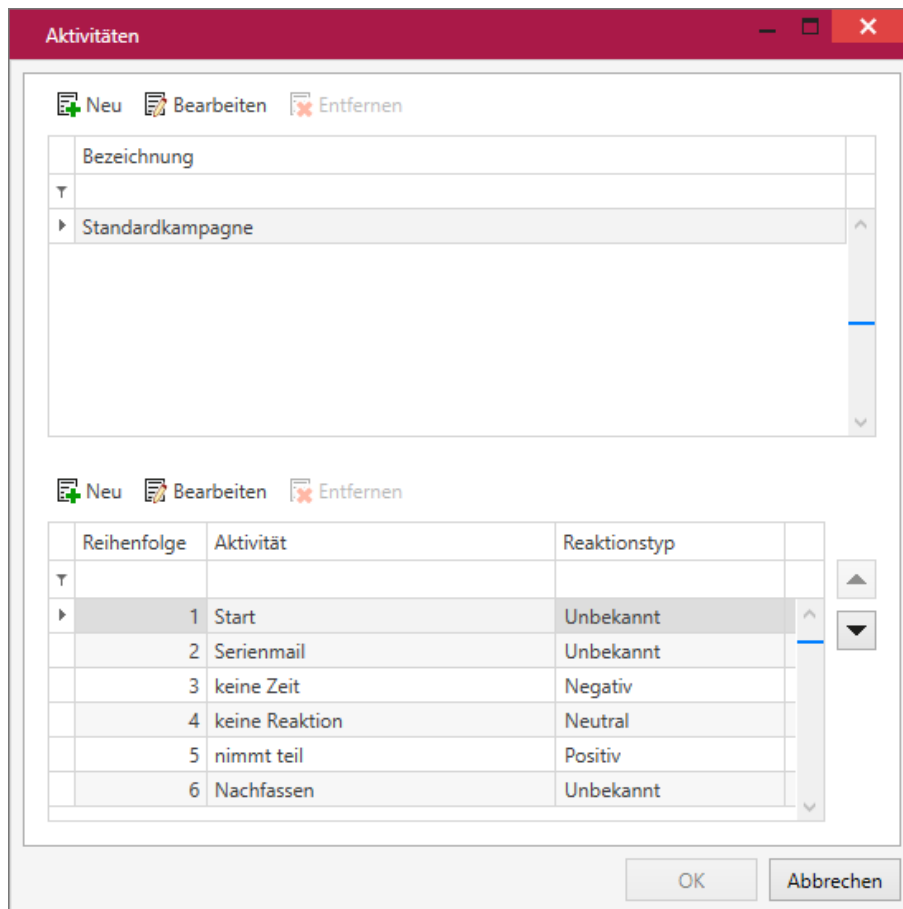 Aktivitäten
Neu Bearbeiten Entfernen
Bezeichnung
Standardkampagne
Neu Bearbeiten Entfernen
Reihenfolge Aktivität Reaktionstyp
1 Start Unbekannt
2 Serienmail Unbekannt
3 keine Zeit Negativ
4 keine Reaktion Neutral
5 nimmt teil Positiv
6 Nachfassen Unbekannt
OK Abbrechen